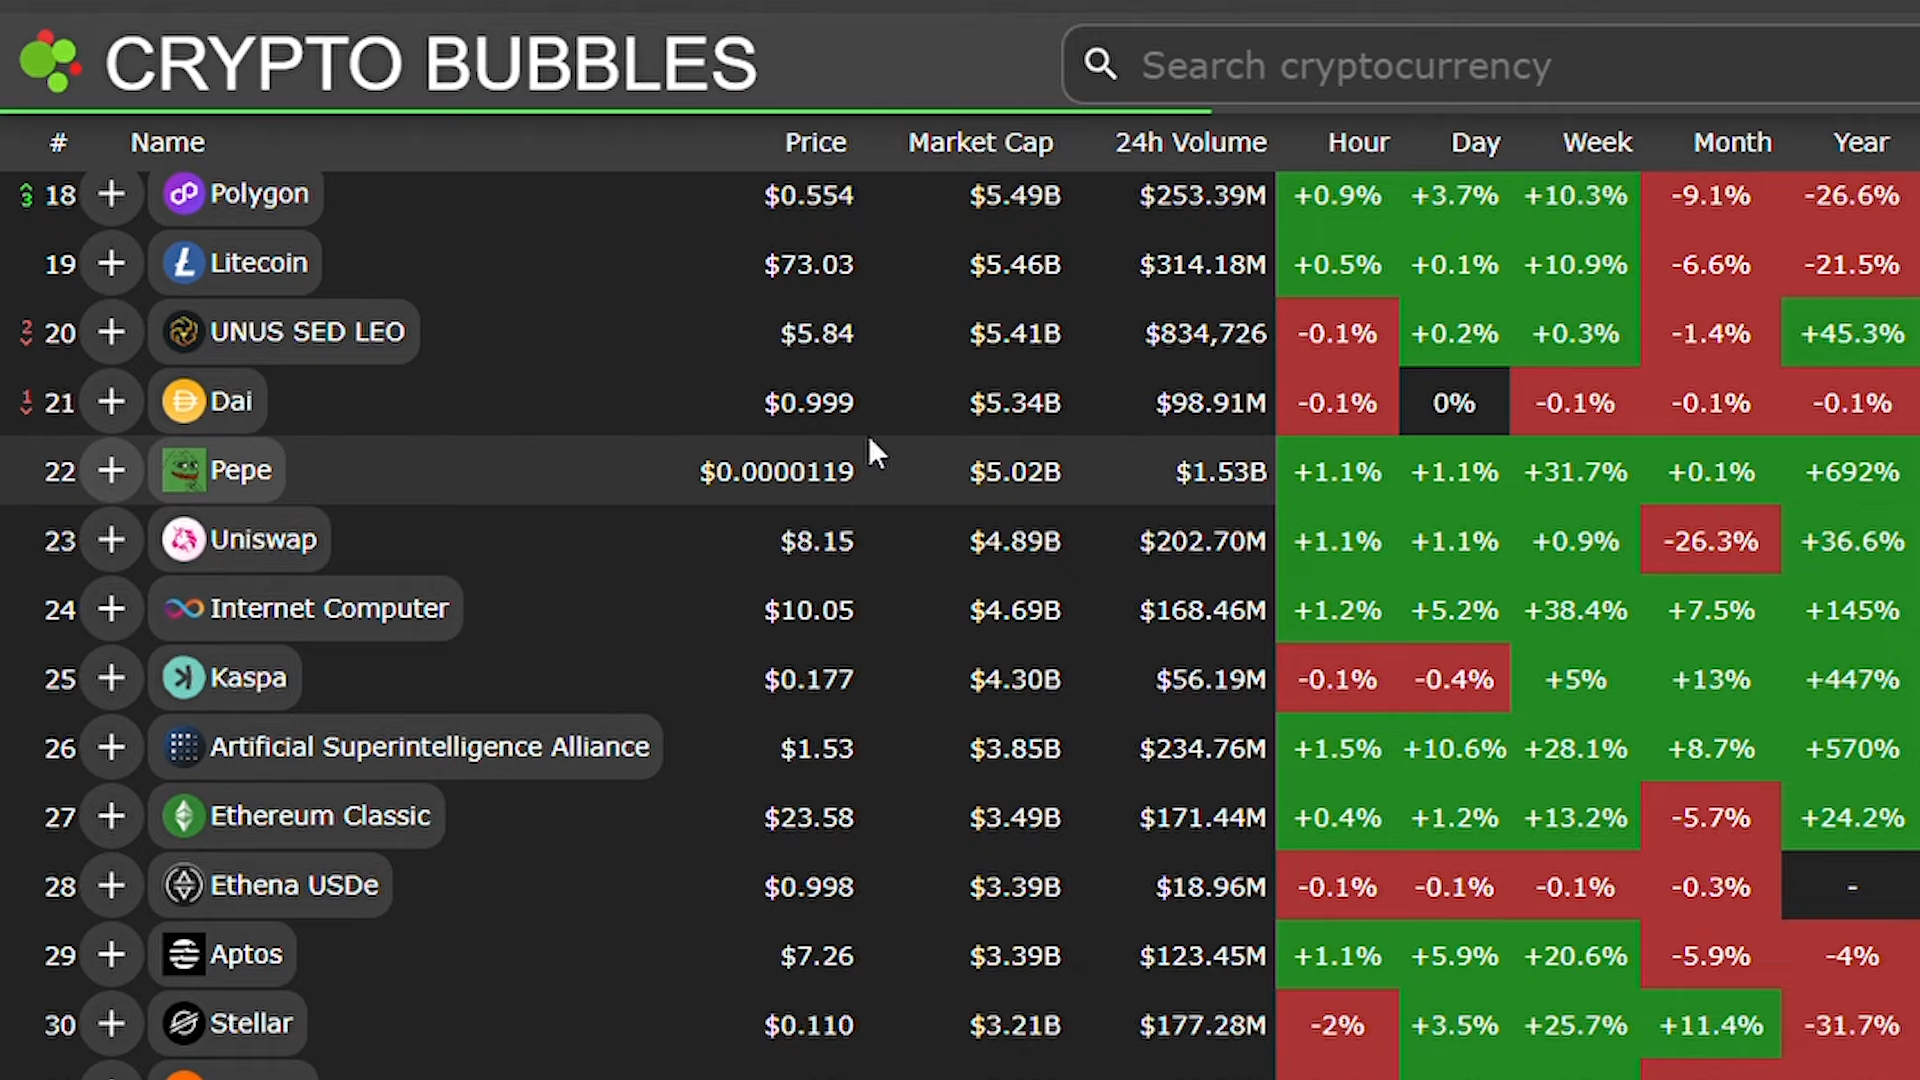 CRYPTO BUBBLES Search cryptocurrency
# Name Price Market Cap 24h Volume Hour Day Week Month Year
3 18 + Polygon $0.554 $5.49B $253.39M +0.9% +3.7% +10.3% -9.1% -26.6%
19 + Litecoin $73.03 $5.46B $314.18M +0.5% +0.1% +10.9% -6.6% -21.5%
2 20 + UNUS SED LEO $5.84 $5.41B $834,726 -0.1% +0.2% +0.3% -1.4% +45.3%
1 21 + Dai $0.999 $5.34B $98.91M -0.1% 0% -0.1% -0.1% -0.1%
22 + Pepe $0.0000119 $5.02B $1.53B +1.1% +1.1% +31.7% +0.1% +692%
23 + Uniswap $8.15 $4.89B $202.70M +1.1% +1.1% +0.9% -26.3% +36.6%
24 + Internet Computer $10.05 $4.69B $168.46M +1.2% +5.2% +38.4% +7.5% +145%
25 + Kaspa $0.177 $4.30B $56.19M -0.1% -0.4% +5% +13% +447%
26 + Artificial Superintelligence Alliance $1.53 $3.85B $234.76M +1.5% +10.6% +28.1% +8.7% +570%
27 + Ethereum Classic $23.58 $3.49B $171.44M +0.4% +1.2% +13.2% -5.7% +24.2%
28 + Ethena USDe $0.998 $3.39B $18.96M -0.1% -0.1% -0.1% -0.3% -
29 + Aptos $7.26 $3.39B $123.45M +1.1% +5.9% +20.6% -5.9% -4%
30 + Stellar $0.110 $3.21B $177.28M -2% +3.5% +25.7% +11.4% -31.7%